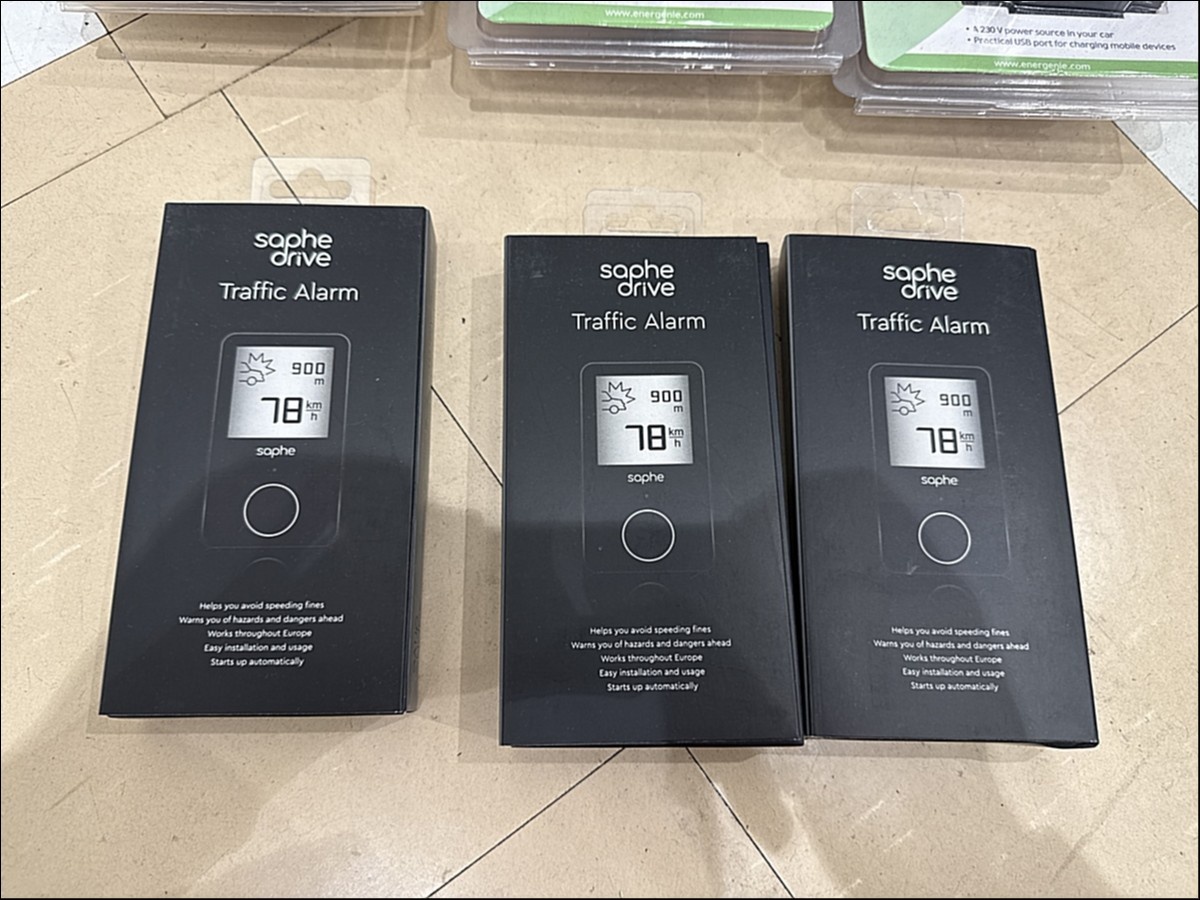 www.energenie.com
• A 230 V power source in your car
• Practical USB port for charging mobile devices
www.energenie.com
saphe
drive
Traffic Alarm
900
m
78 km
h
saphe
Helps you avoid speeding fines
Warns you of hazards and dangers ahead
Works throughout Europe
Easy installation and usage
Starts up automatically
saphe
drive
Traffic Alarm
900
m
78 km
h
saphe
Helps you avoid speeding fines
Warns you of hazards and dangers ahead
Works throughout Europe
Easy installation and usage
Starts up automatically
saphe
drive
Traffic Alarm
900
m
78 km
h
saphe
Helps you avoid speeding fines
Warns you of hazards and dangers ahead
Works throughout Europe
Easy installation and usage
Starts up automatically